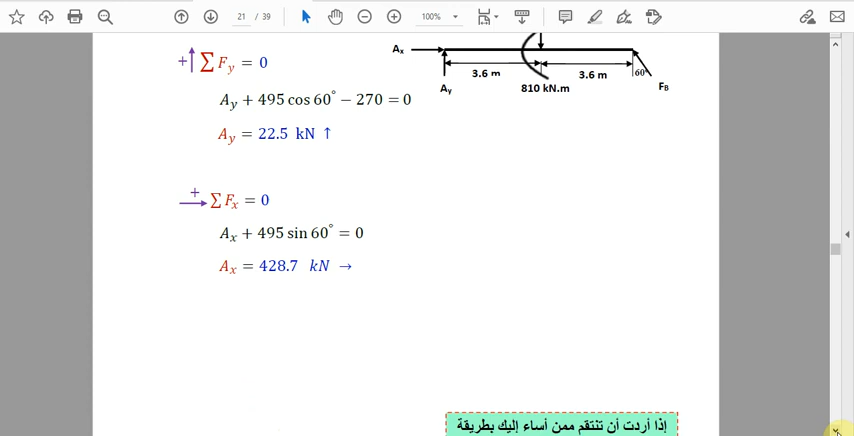 21 / 39
100%
+↑ ∑ F_y = 0
A_y + 495 cos 60° − 270 = 0
A_y = 22.5 kN ↑
A_x
3.6 m
3.6 m
60°
A_y
810 kN.m
F_B
+→ ∑ F_x = 0
A_x + 495 sin 60° = 0
A_x = 428.7 kN →
إذا أردت أن تنتقم ممن أساء إليك بطريقة